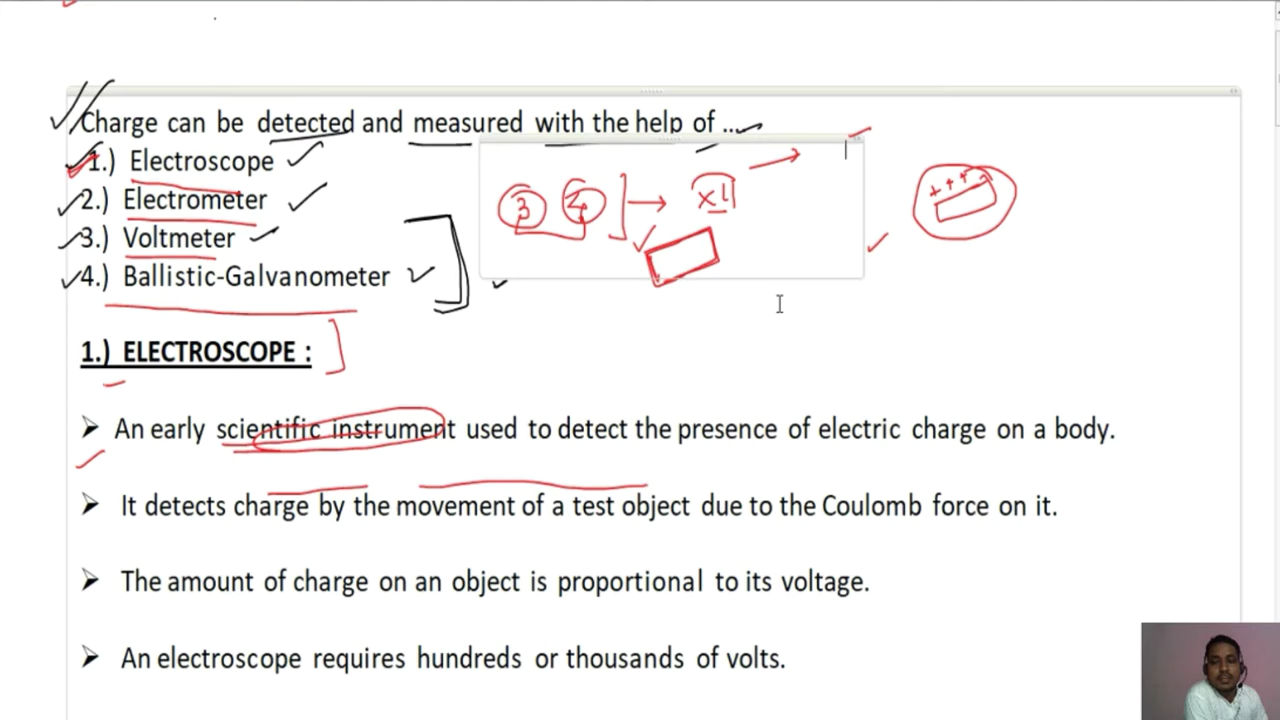 Charge can be detected and measured with the help of ...
1.) Electroscope
2.) Electrometer
3.) Voltmeter
4.) Ballistic-Galvanometer
3
+++
1.) ELECTROSCOPE :
An early scientific instrument used to detect the presence of electric charge on a body.
It detects charge by the movement of a test object due to the Coulomb force on it.
The amount of charge on an object is proportional to its voltage.
An electroscope requires hundreds or thousands of volts.